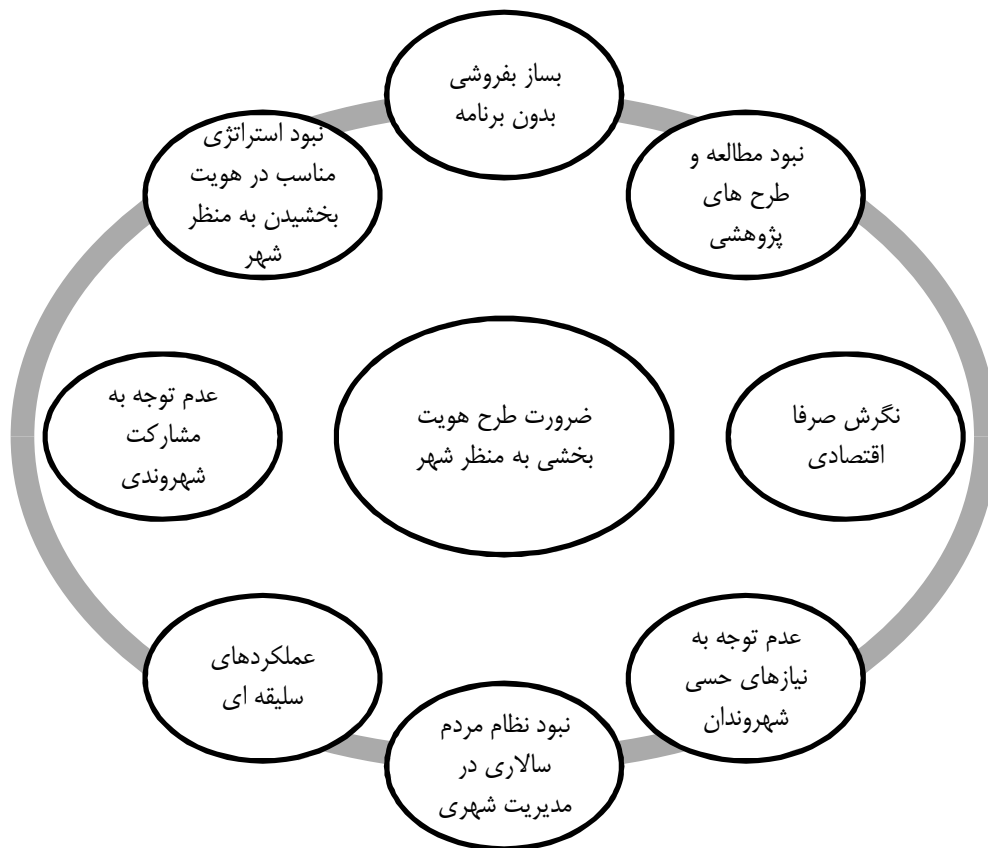 بساز بفروشی
بدون برنامه
نبود مطالعه و
طرح های
پژوهشی
نگرش صرفا
اقتصادی
عدم توجه به
نیازهای حسی
شهروندان
نبود نظام مردم
سالاری در
مدیریت شهری
عملکردهای
سلیقه ای
عدم توجه به
مشارکت
شهروندی
نبود استراتژی
مناسب در هویت
بخشیدن به منظر
شهر
ضرورت طرح هویت
بخشی به منظر شهر